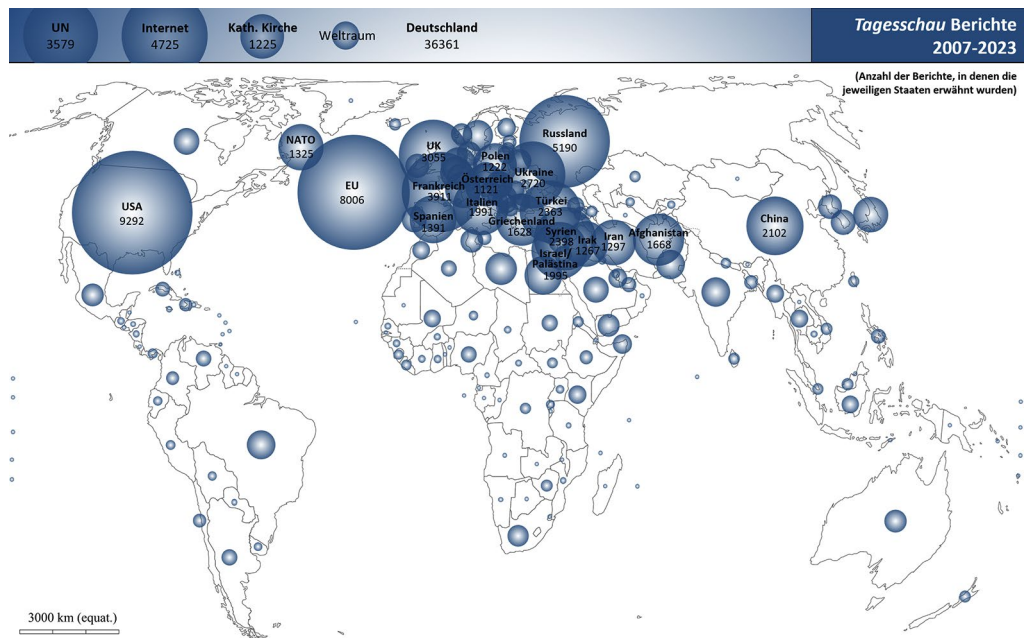 UN
3579
Internet
4725
Kath. Kirche
1225
Weltraum
Deutschland
36361
Tagesschau Berichte
2007-2023
(Anzahl der Berichte, in denen die
jeweiligen Staaten erwähnt wurden)
NATO
1325
UK
3055
Russland
5190
Polen
1222
Ukraine
2720
USA
9292
EU
8006
Österreich
1121
Frankreich
3911
Italien
1991
Türkei
2363
Spanien
1391
Griechenland
1628
Syrien
2398
Irak
1267
Iran
1297
Afghanistan
1668
China
2102
Israel/
Palästina
1995
3000 km (equat.)